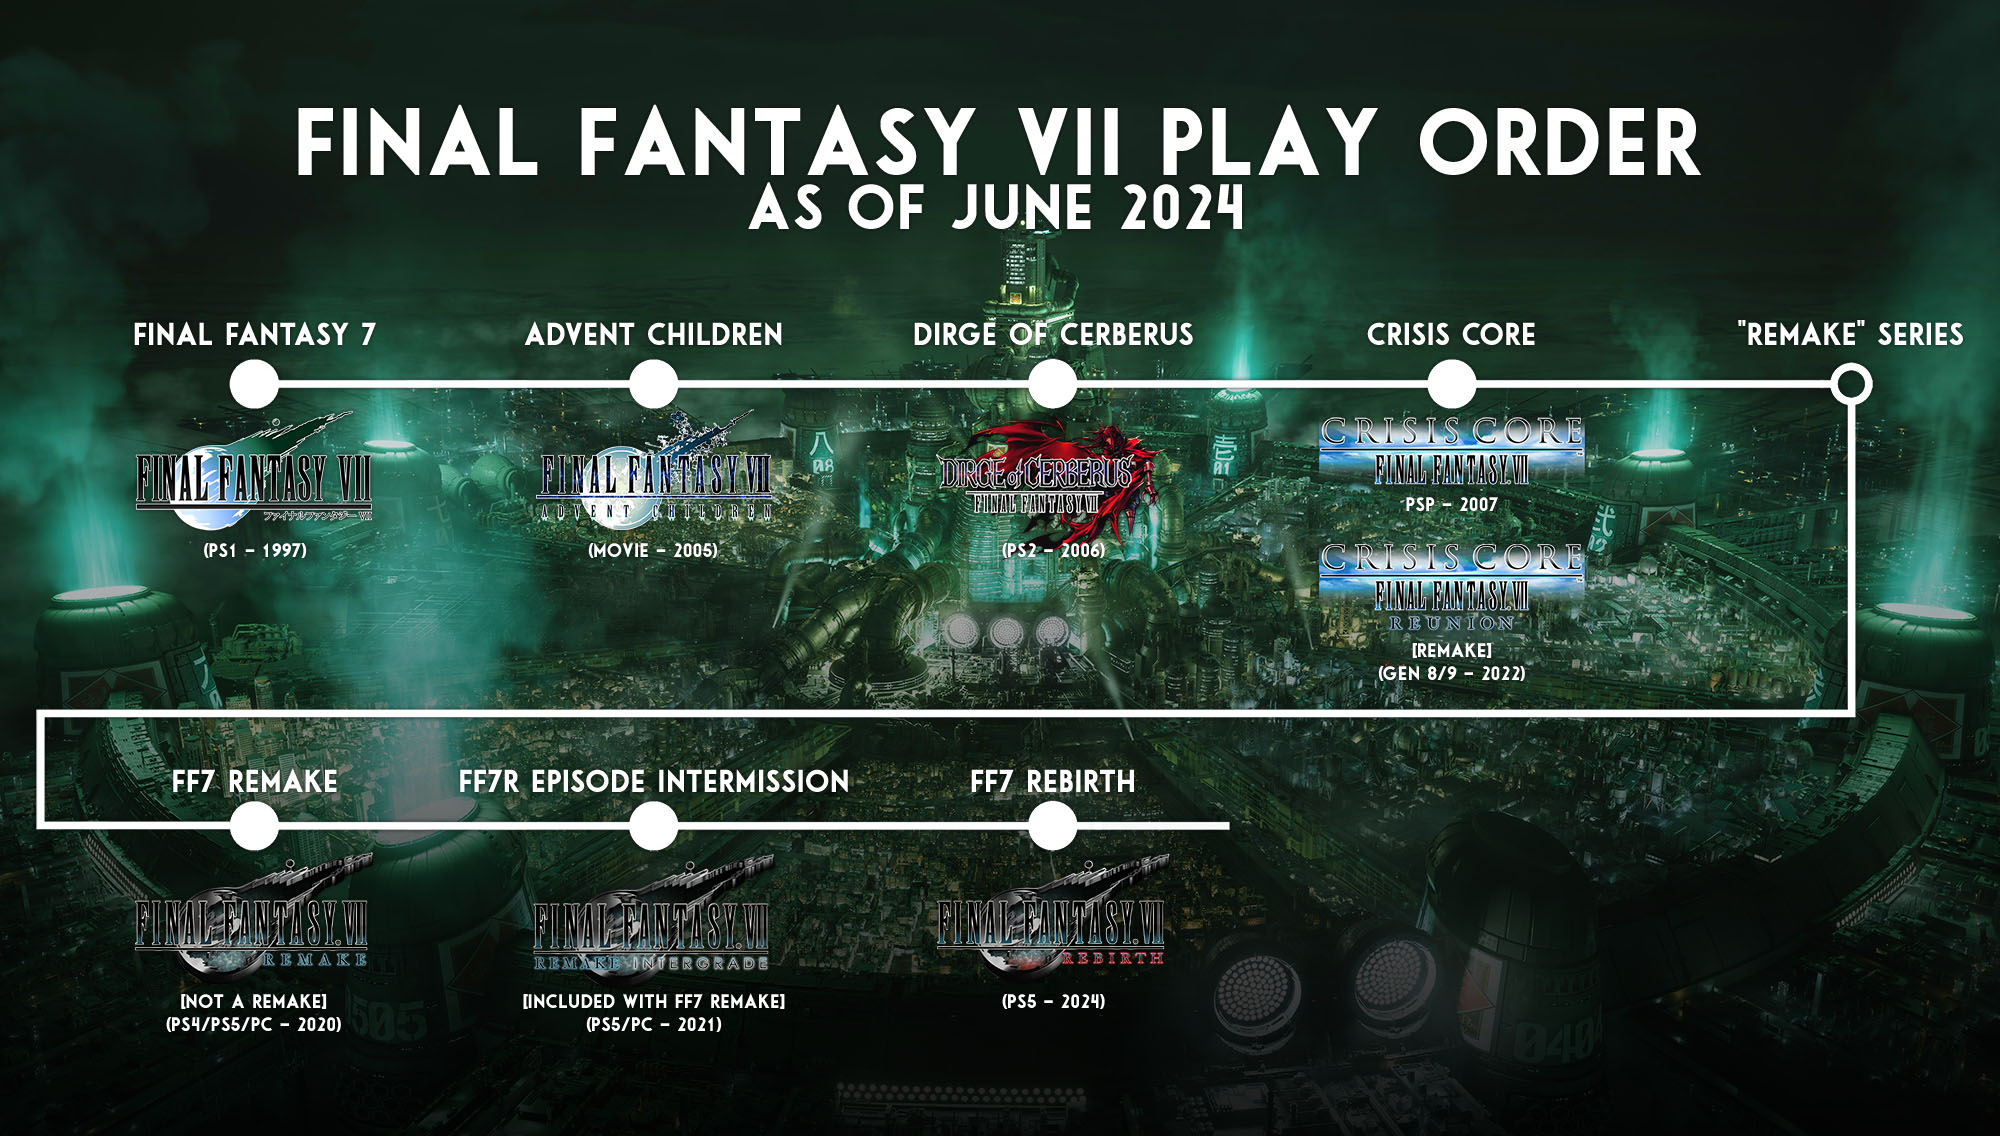 FINAL FANTASY VII PLAY ORDER
AS OF JUNE 2024
FINAL FANTASY 7
ADVENT CHILDREN
DIRGE OF CERBERUS
CRISIS CORE
"REMAKE" SERIES
FINAL FANTASY VII
ファイナルファンタジーVII
(PS1 – 1997)
FINAL FANTASY VII
ADVENT CHILDREN
(MOVIE – 2005)
DIRGE of CERBERUS
FINAL FANTASY VII
(PS2 – 2006)
CRISIS CORE
FINAL FANTASY VII
PSP – 2007
CRISIS CORE
FINAL FANTASY VII
REUNION
[REMAKE]
(GEN 8/9 – 2022)
八
08
壱
01
弐
FF7 REMAKE
FF7R EPISODE INTERMISSION
FF7 REBIRTH
FINAL FANTASY VII
REMAKE
[NOT A REMAKE]
(PS4/PS5/PC – 2020)
FINAL FANTASY VII
REMAKE INTERGRADE
[INCLUDED WITH FF7 REMAKE]
(PS5/PC – 2021)
FINAL FANTASY VII
REBIRTH
(PS5 – 2024)